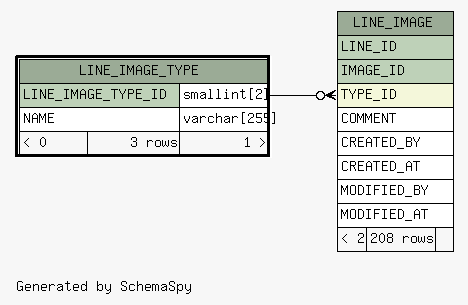 LINE_IMAGE_TYPE
LINE_IMAGE_TYPE_ID smallint[2]
NAME varchar[255]
< 0 3 rows 1 >
LINE_IMAGE
LINE_ID
IMAGE_ID
TYPE_ID
COMMENT
CREATED_BY
CREATED_AT
MODIFIED_BY
MODIFIED_AT
< 2 208 rows
Generated by SchemaSpy